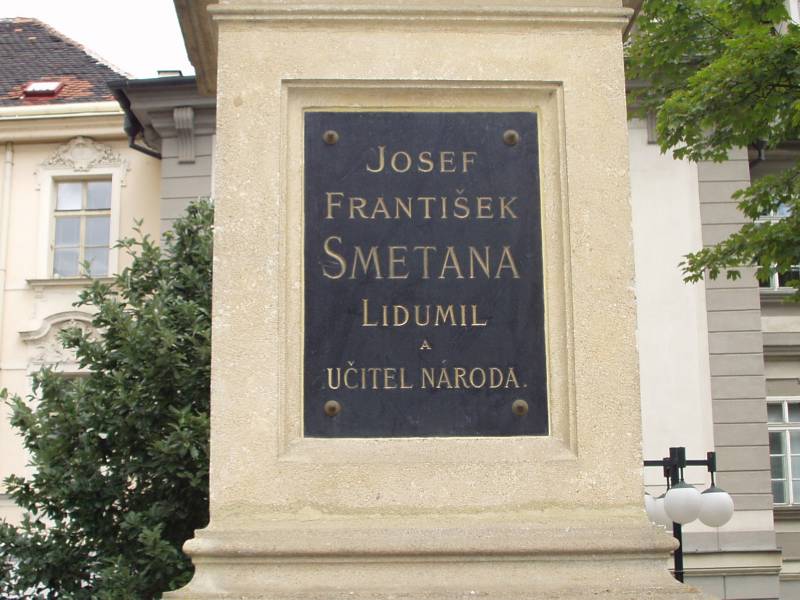 JOSEF
FRANTIŠEK
SMETANA
LIDUMIL
A
UČITEL NÁRODA.